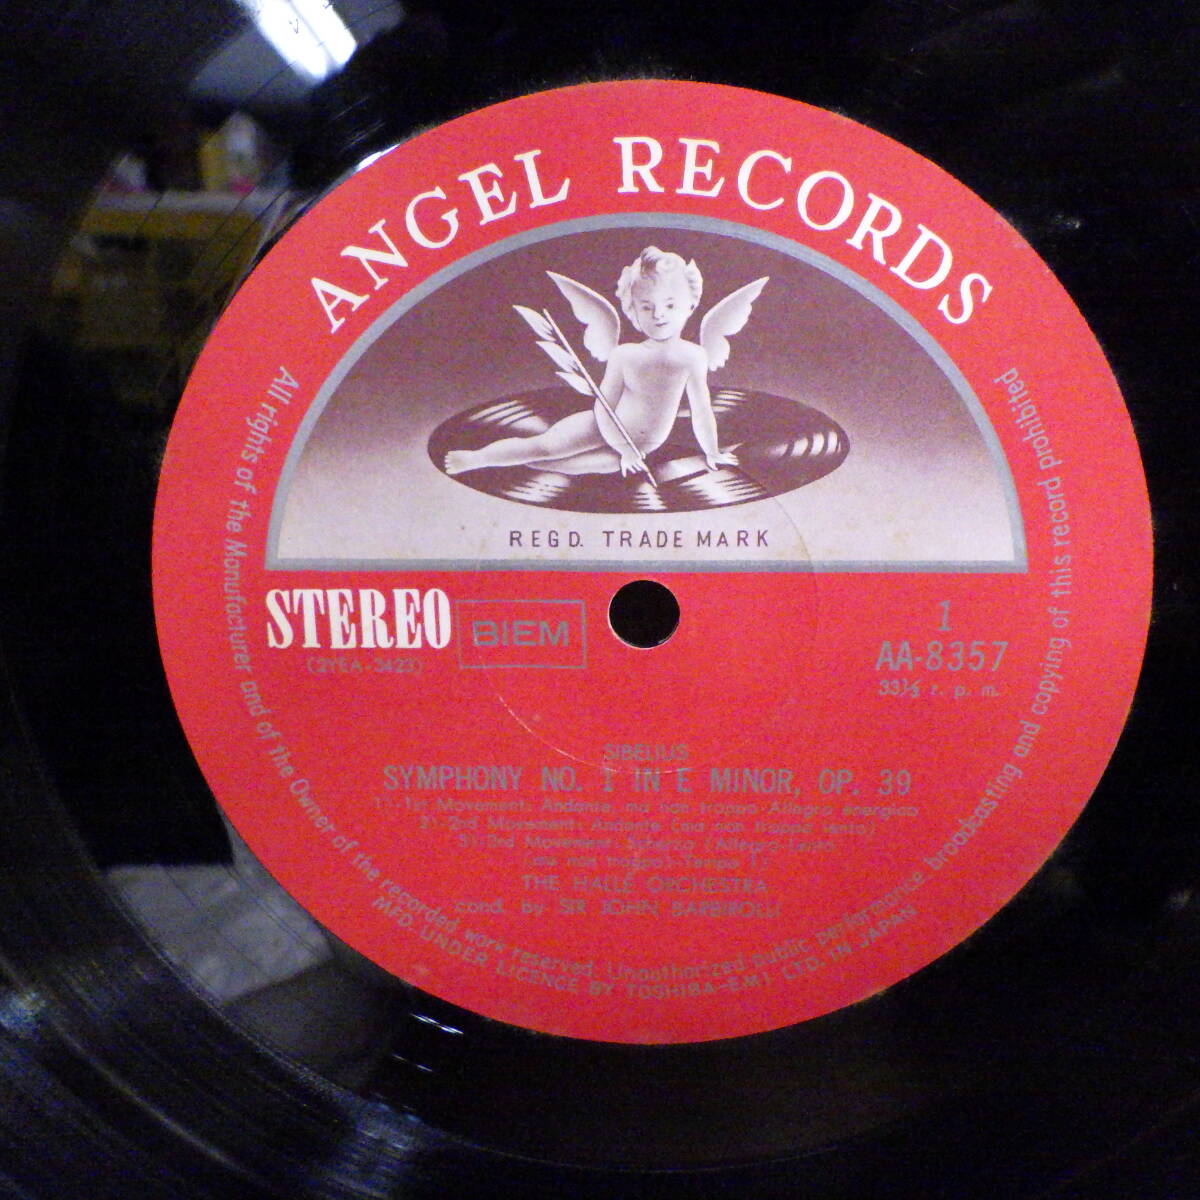 ANGEL RECORDS
REGD. TRADE MARK
STEREO
BIEM
(2YEA-3423)
1
AA-8357
33⅓ r. p. m.
SIBELIUS
SYMPHONY NO. 1 IN E MINOR, OP. 39
1)-1st Movement: Andante, ma non troppo-Allegro energico
2)-2nd Movement: Andante (ma non troppo lento)
3)-2nd Movement: Scherzo (Allegro-Lento
(ma non troppo)-Tempo I)
THE HALLÉ ORCHESTRA
cond. by SIR JOHN BARBIROLLI
All rights of the Manufacturer and of the Owner of the recorded work reserved. Unauthorized public performance broadcasting and copying of this record prohibited
MFD. UNDER LICENCE BY TOSHIBA-EMI LTD. IN JAPAN